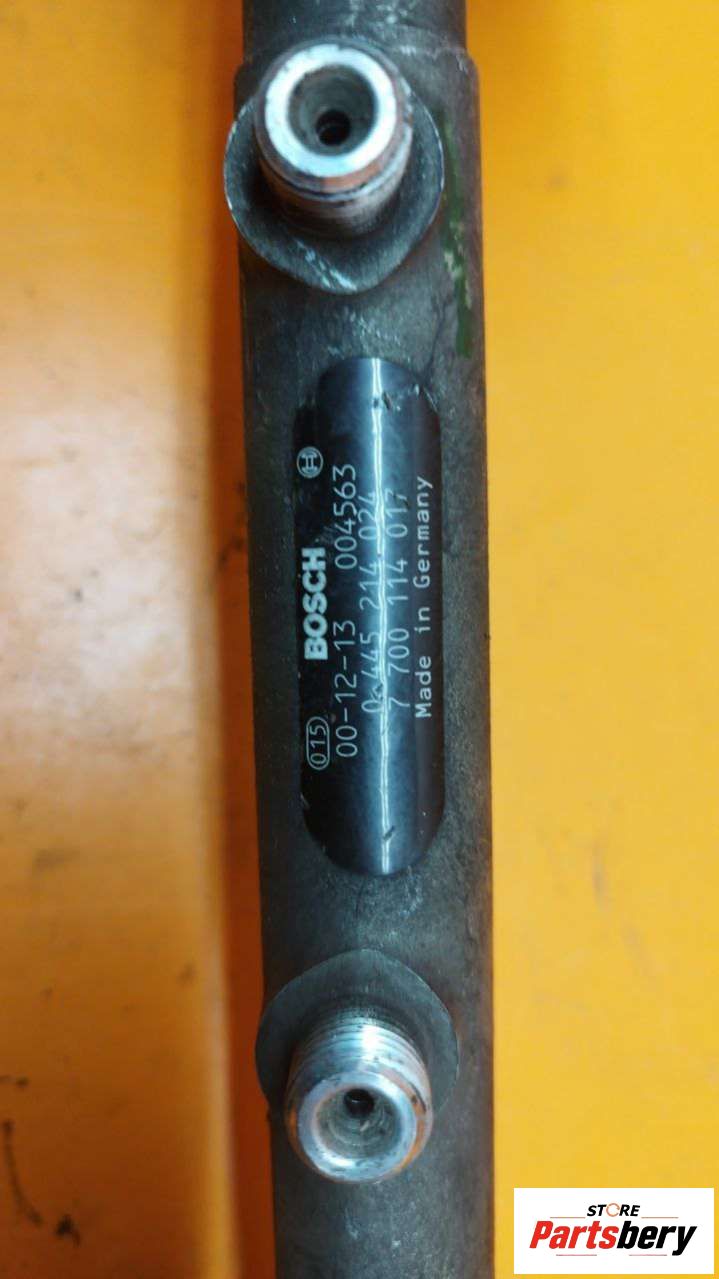 015 BOSCH
00-12-13 004563
0 445 214 024
7 700 114 017
Made in Germany
STORE
Partsbery